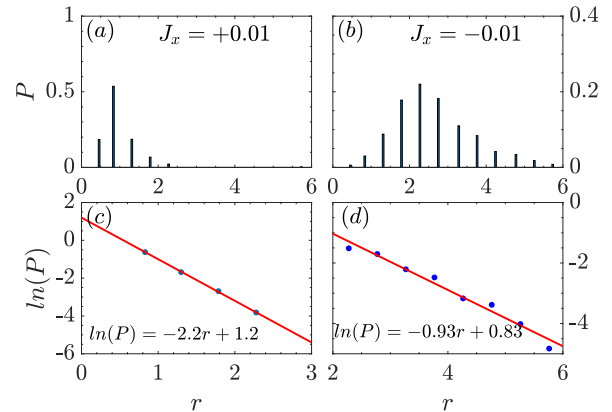 1
(a)
J_x = +0.01
(b)
J_x = −0.01
0.4
P
0.5
0.2
0
0
0
2
4
6
0
2
4
6
2
(c)
(d)
0
0
ln(P)
-2
-2
-4
ln(P) = −2.2r + 1.2
ln(P) = −0.93r + 0.83
-4
-6
0
1
2
3
2
4
6
r
r